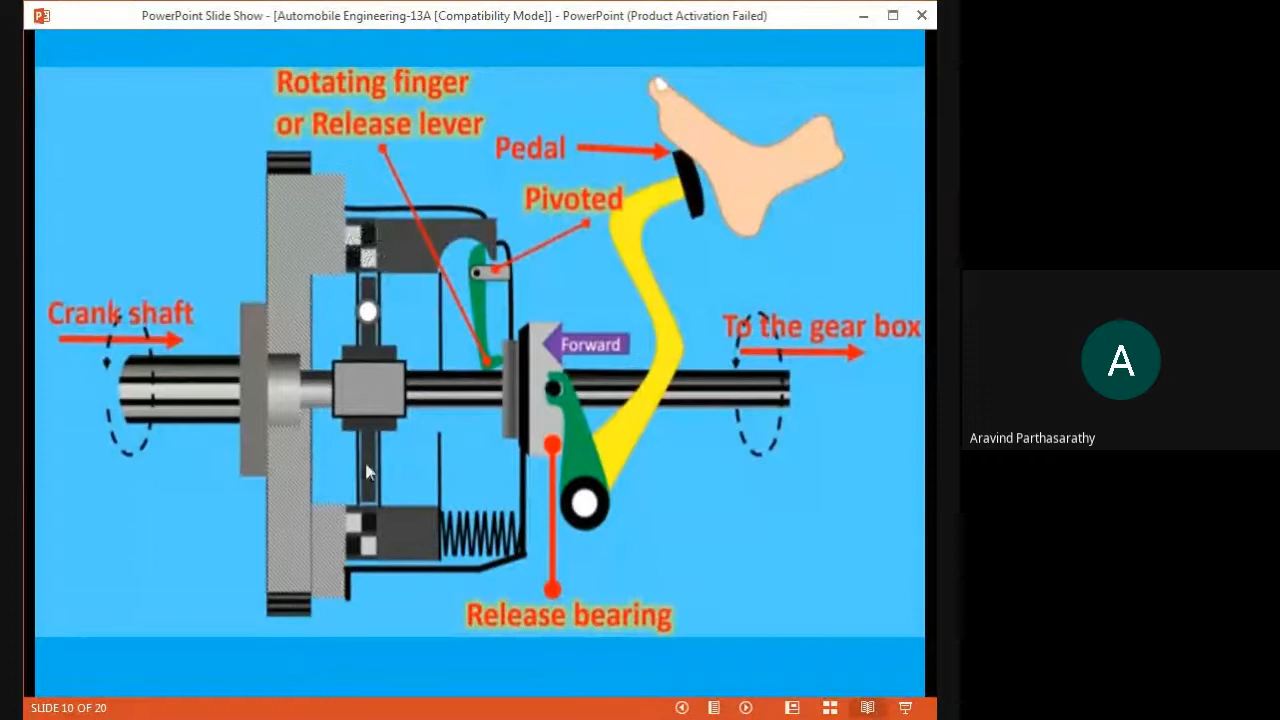 PowerPoint Slide Show - [Automobile Engineering-13A [Compatibility Mode]] - PowerPoint (Product Activation Failed)
Rotating finger
or Release lever
Pedal
Pivoted
Crank shaft
Forward
To the gear box
Release bearing
A
Aravind Parthasarathy
SLIDE 10 OF 20